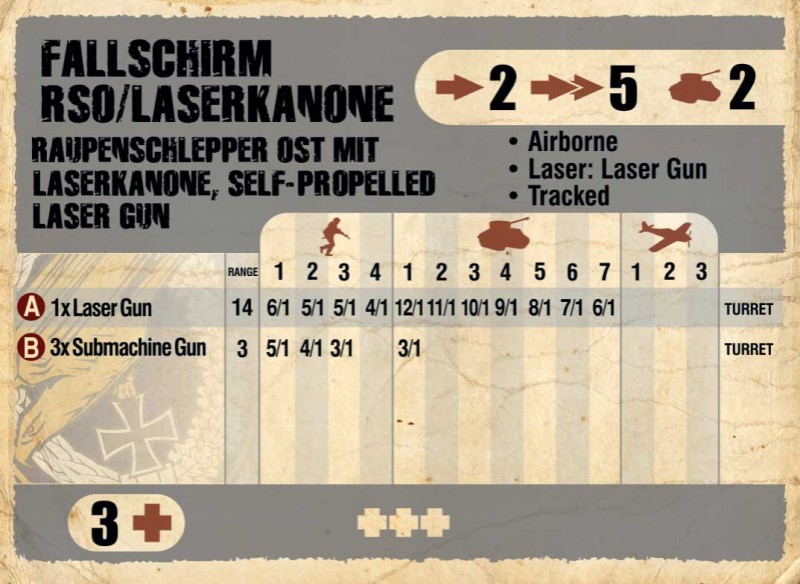 FALLSCHIRM
RSO/LASERKANONE
RAUPENSCHLEPPER OST MIT
LASERKANONE, SELF-PROPELLED
LASER GUN
2 5 2
• Airborne
• Laser: Laser Gun
• Tracked
RANGE 1 2 3 4 1 2 3 4 5 6 7 1 2 3
A 1x Laser Gun 14 6/1 5/1 5/1 4/1 12/1 11/1 10/1 9/1 8/1 7/1 6/1 TURRET
B 3x Submachine Gun 3 5/1 4/1 3/1 3/1 TURRET
3